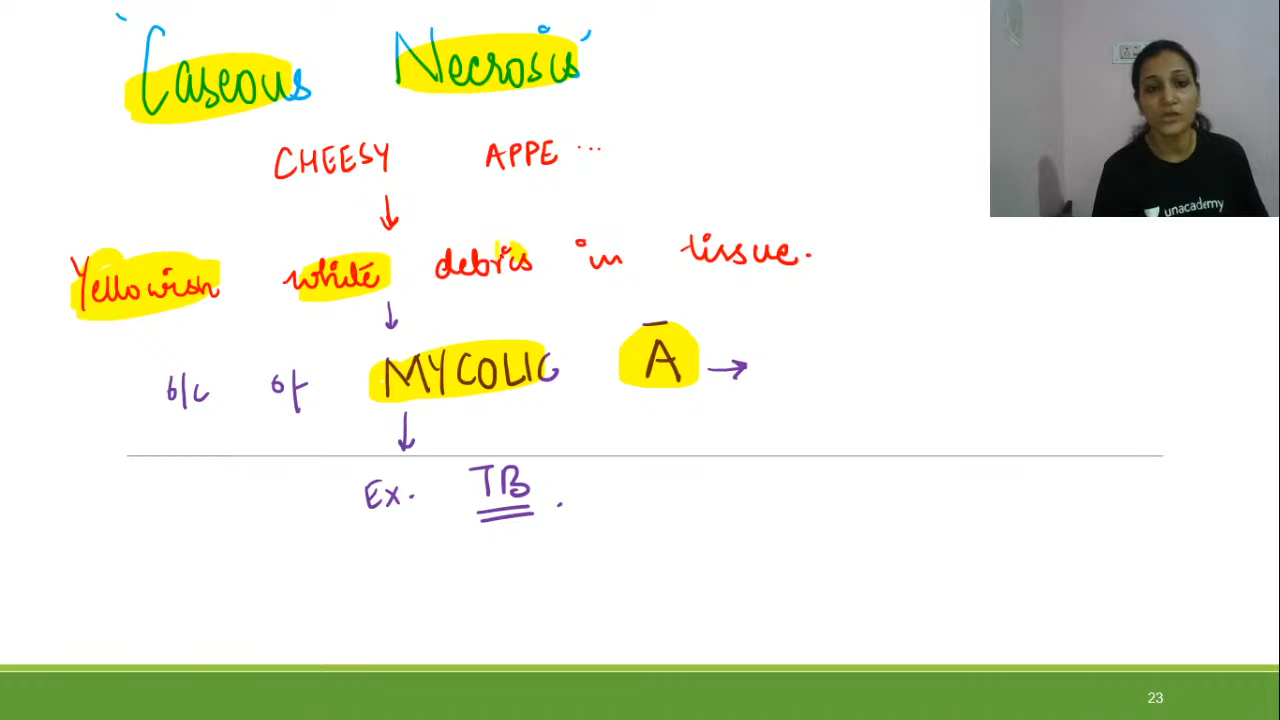 'Caseous Necrosis'
CHEESY APPE ...
↓
Yellowish white debris in tissue.
↓
b/c of MYCOLIC A →
↓
Ex. TB.
unacademy
23